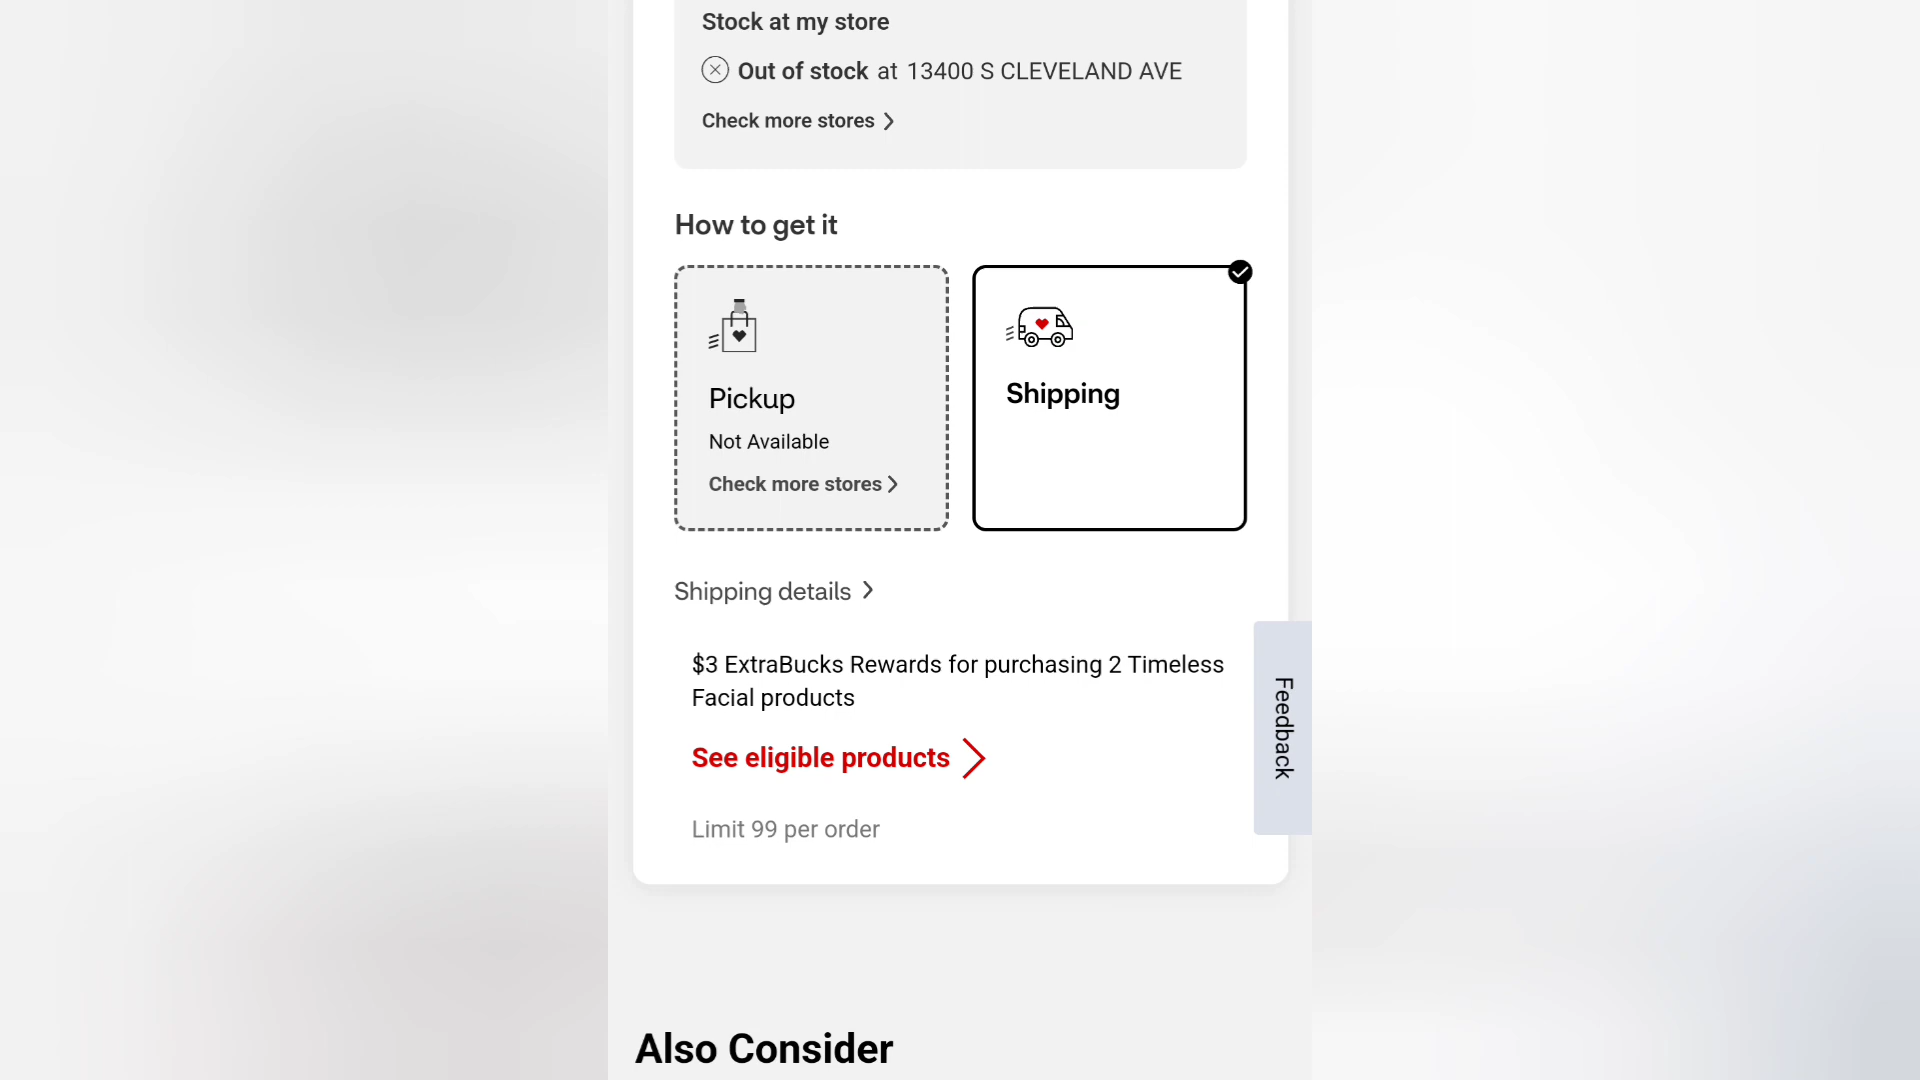 Stock at my store
Out of stock at 13400 S CLEVELAND AVE
Check more stores
How to get it
Pickup
Not Available
Check more stores
Shipping
Shipping details
$3 ExtraBucks Rewards for purchasing 2 Timeless
Facial products
See eligible products
Limit 99 per order
Feedback
Also Consider